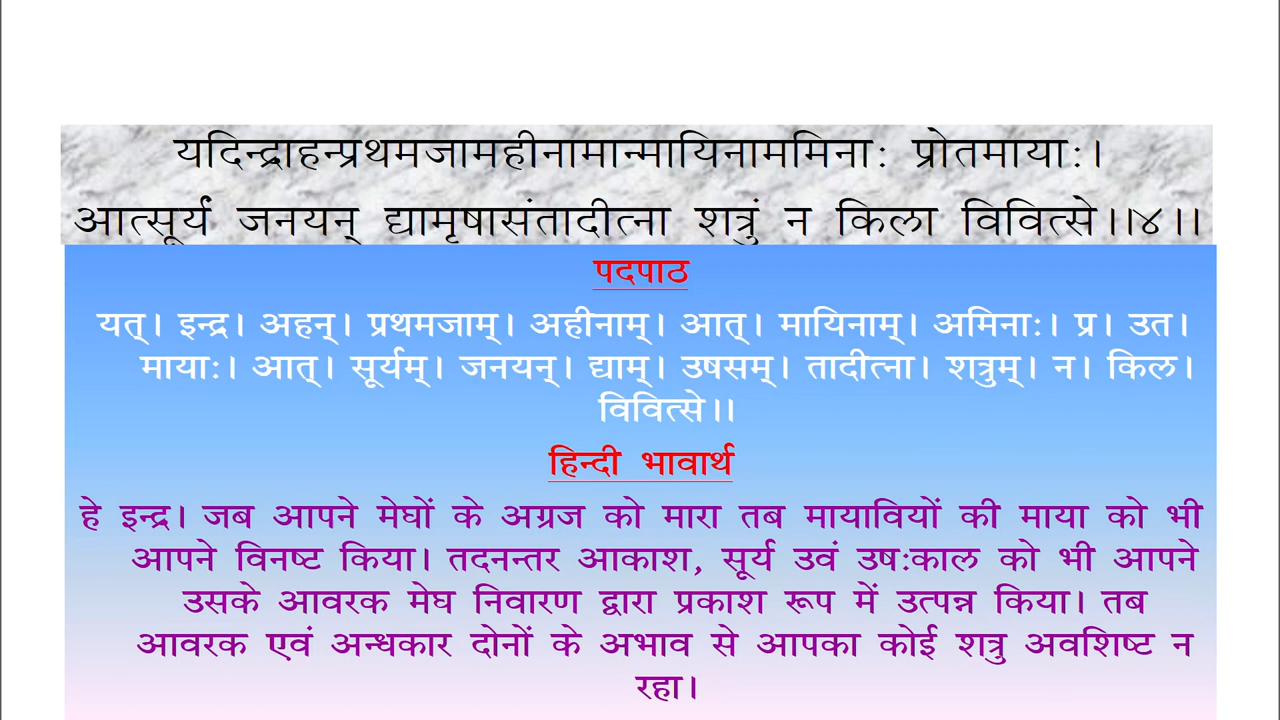 यदिन्द्राहन्प्रथमजामहीनामान्मायिनाममिनाः प्रोतमायाः।
आत्सूर्यं जनयन् द्यामृषासंतादीत्ना शत्रुं न किला विवित्से।।४।।
पदपाठ
यत्। इन्द्र। अहन्। प्रथमजाम्। अहीनाम्। आत्। मायिनाम्। अमिनाः। प्र। उत।
मायाः। आत्। सूर्यम्। जनयन्। द्याम्। उषसम्। तादीत्ना। शत्रुम्। न। किल।
विवित्से।।
हिन्दी भावार्थ
हे इन्द्र। जब आपने मेघों के अग्रज को मारा तब मायावियों की माया को भी
आपने विनष्ट किया। तदनन्तर आकाश, सूर्य उवं उषःकाल को भी आपने
उसके आवरक मेघ निवारण द्वारा प्रकाश रूप में उत्पन्न किया। तब
आवरक एवं अन्धकार दोनों के अभाव से आपका कोई शत्रु अवशिष्ट न
रहा।